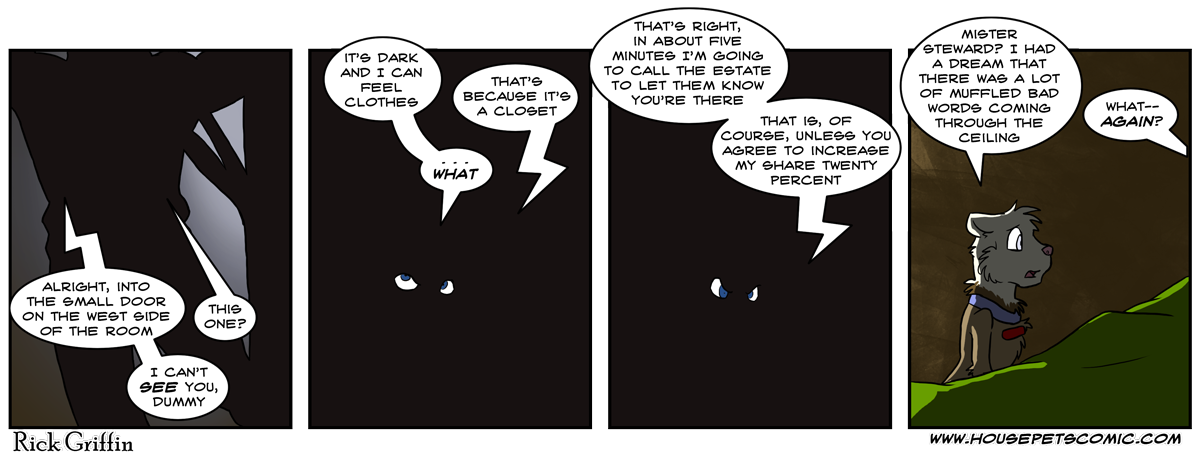 ALRIGHT, INTO
THE SMALL DOOR
ON THE WEST SIDE
OF THE ROOM
THIS
ONE?
I CAN'T
SEE YOU,
DUMMY
IT'S DARK
AND I CAN
FEEL
CLOTHES
THAT'S
BECAUSE IT'S
A CLOSET
...
WHAT
THAT'S RIGHT,
IN ABOUT FIVE
MINUTES I'M GOING
TO CALL THE ESTATE
TO LET THEM KNOW
YOU'RE THERE
THAT IS, OF
COURSE, UNLESS YOU
AGREE TO INCREASE
MY SHARE TWENTY
PERCENT
MISTER
STEWARD? I HAD
A DREAM THAT
THERE WAS A LOT
OF MUFFLED BAD
WORDS COMING
THROUGH THE
CEILING
WHAT--
AGAIN?
Rick Griffin
WWW.HOUSEPETSCOMIC.COM